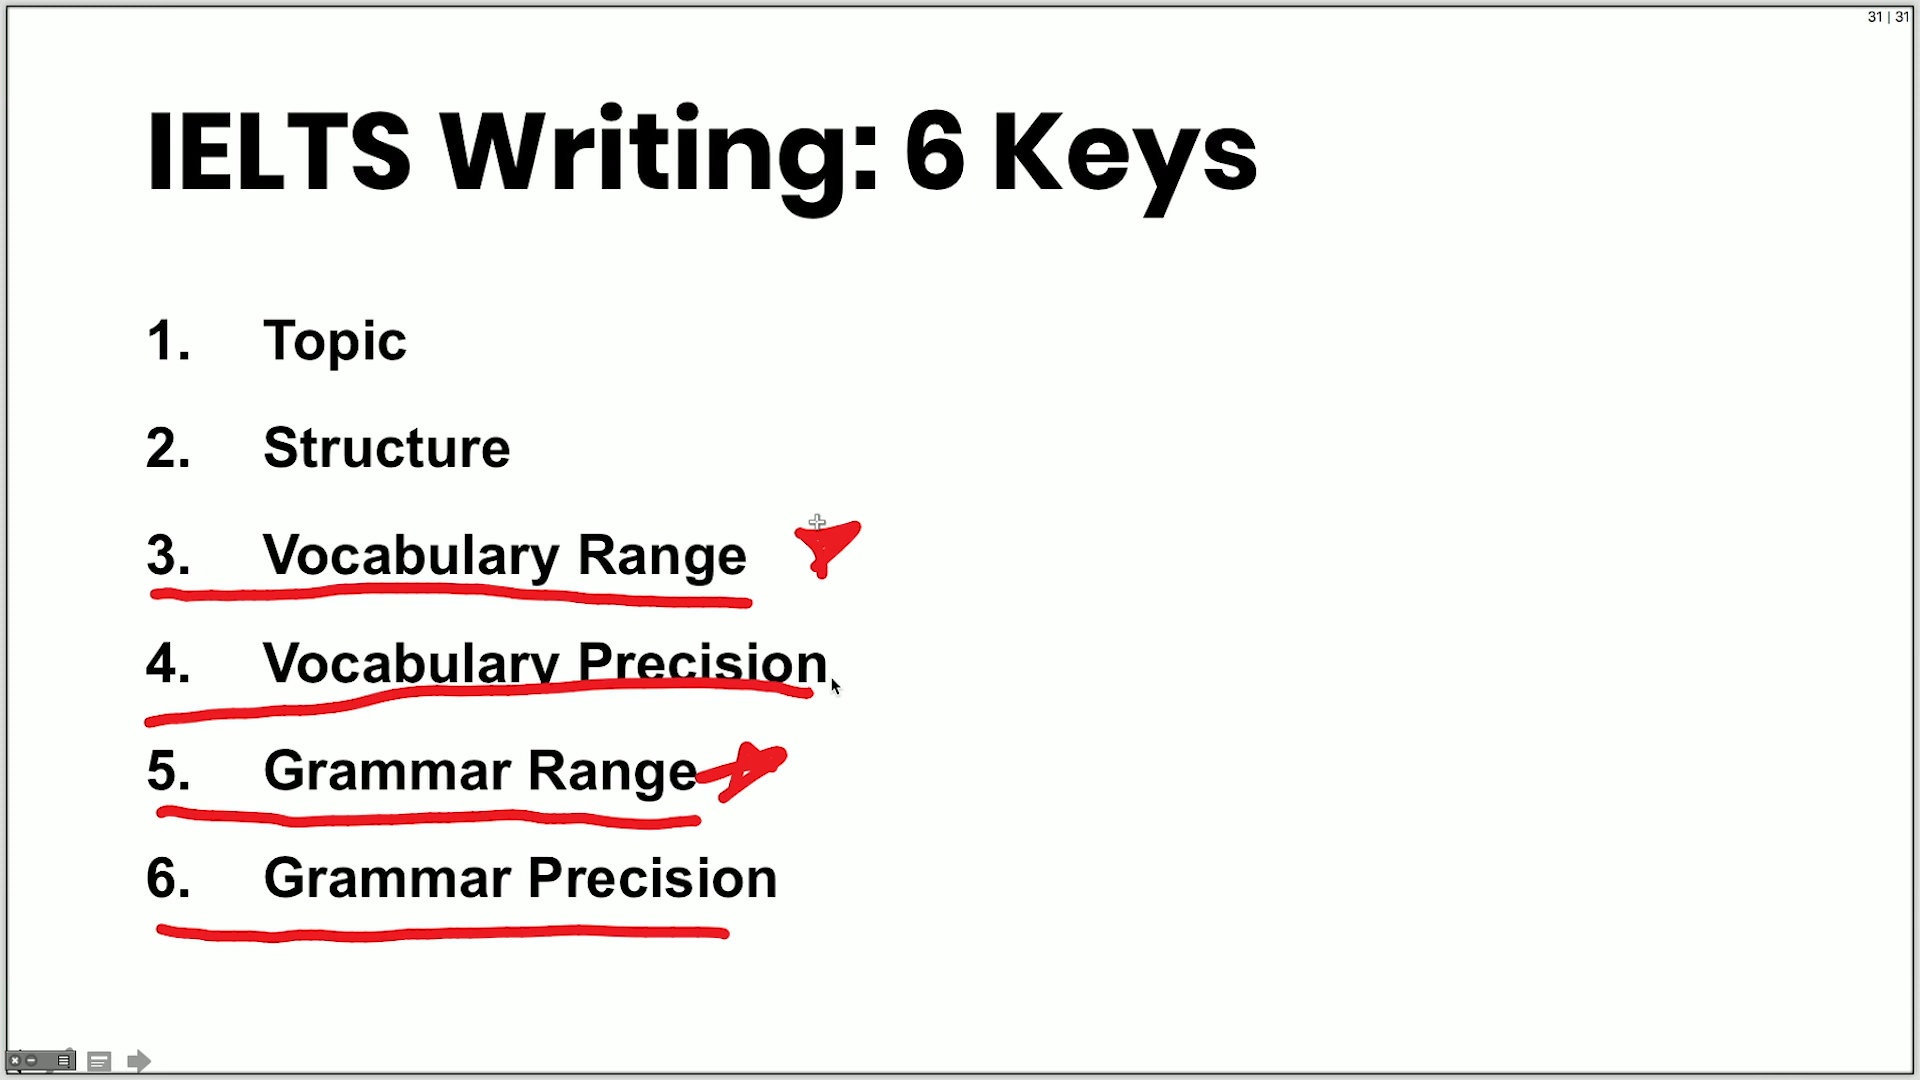 31 | 31
IELTS Writing: 6 Keys
1. Topic
2. Structure
3. Vocabulary Range
4. Vocabulary Precision
5. Grammar Range
6. Grammar Precision